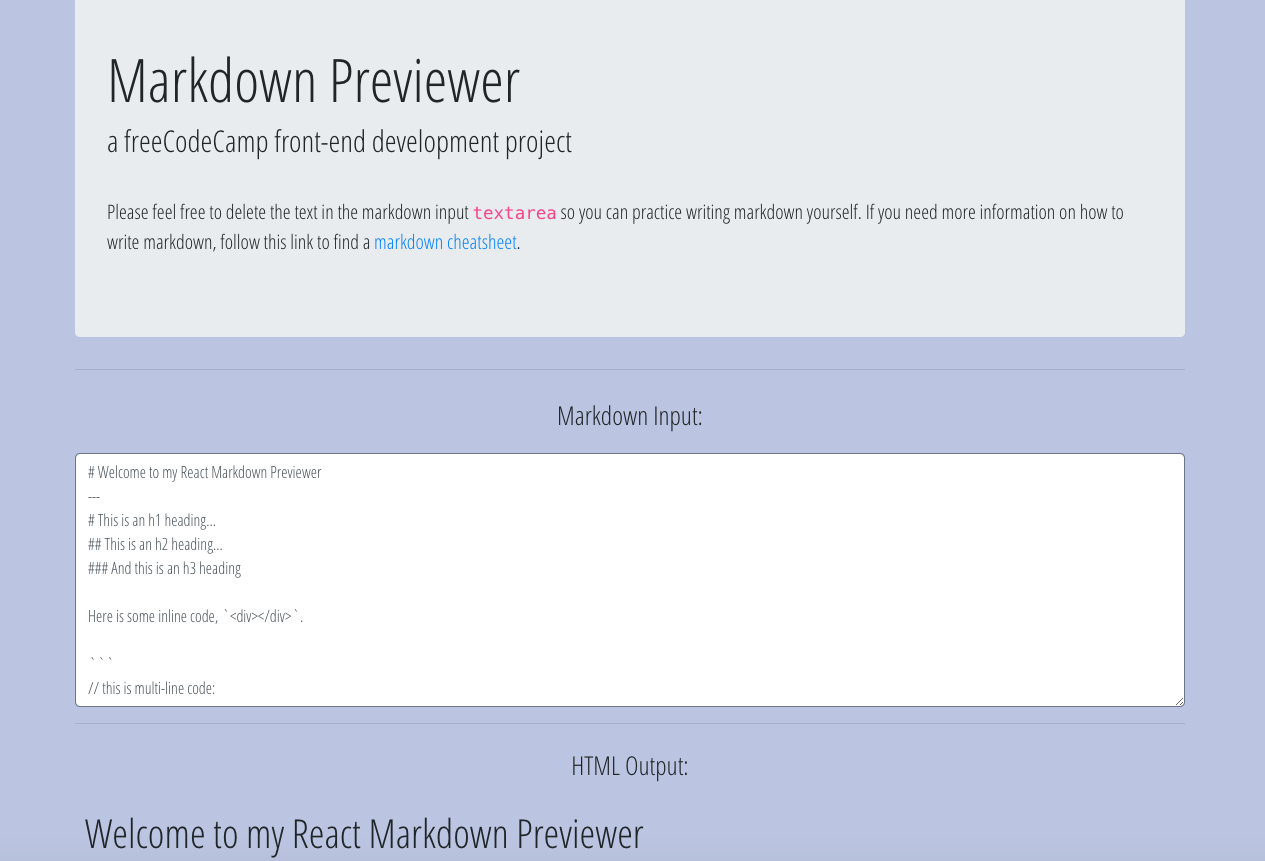 Markdown Previewer
a freeCodeCamp front-end development project
Please feel free to delete the text in the markdown input textarea so you can practice writing markdown yourself. If you need more information on how to
write markdown, follow this link to find a markdown cheatsheet.
Markdown Input:
# Welcome to my React Markdown Previewer
---
# This is an h1 heading...
## This is an h2 heading...
### And this is an h3 heading
Here is some inline code, `<div></div>`.
```
// this is multi-line code:
HTML Output:
Welcome to my React Markdown Previewer